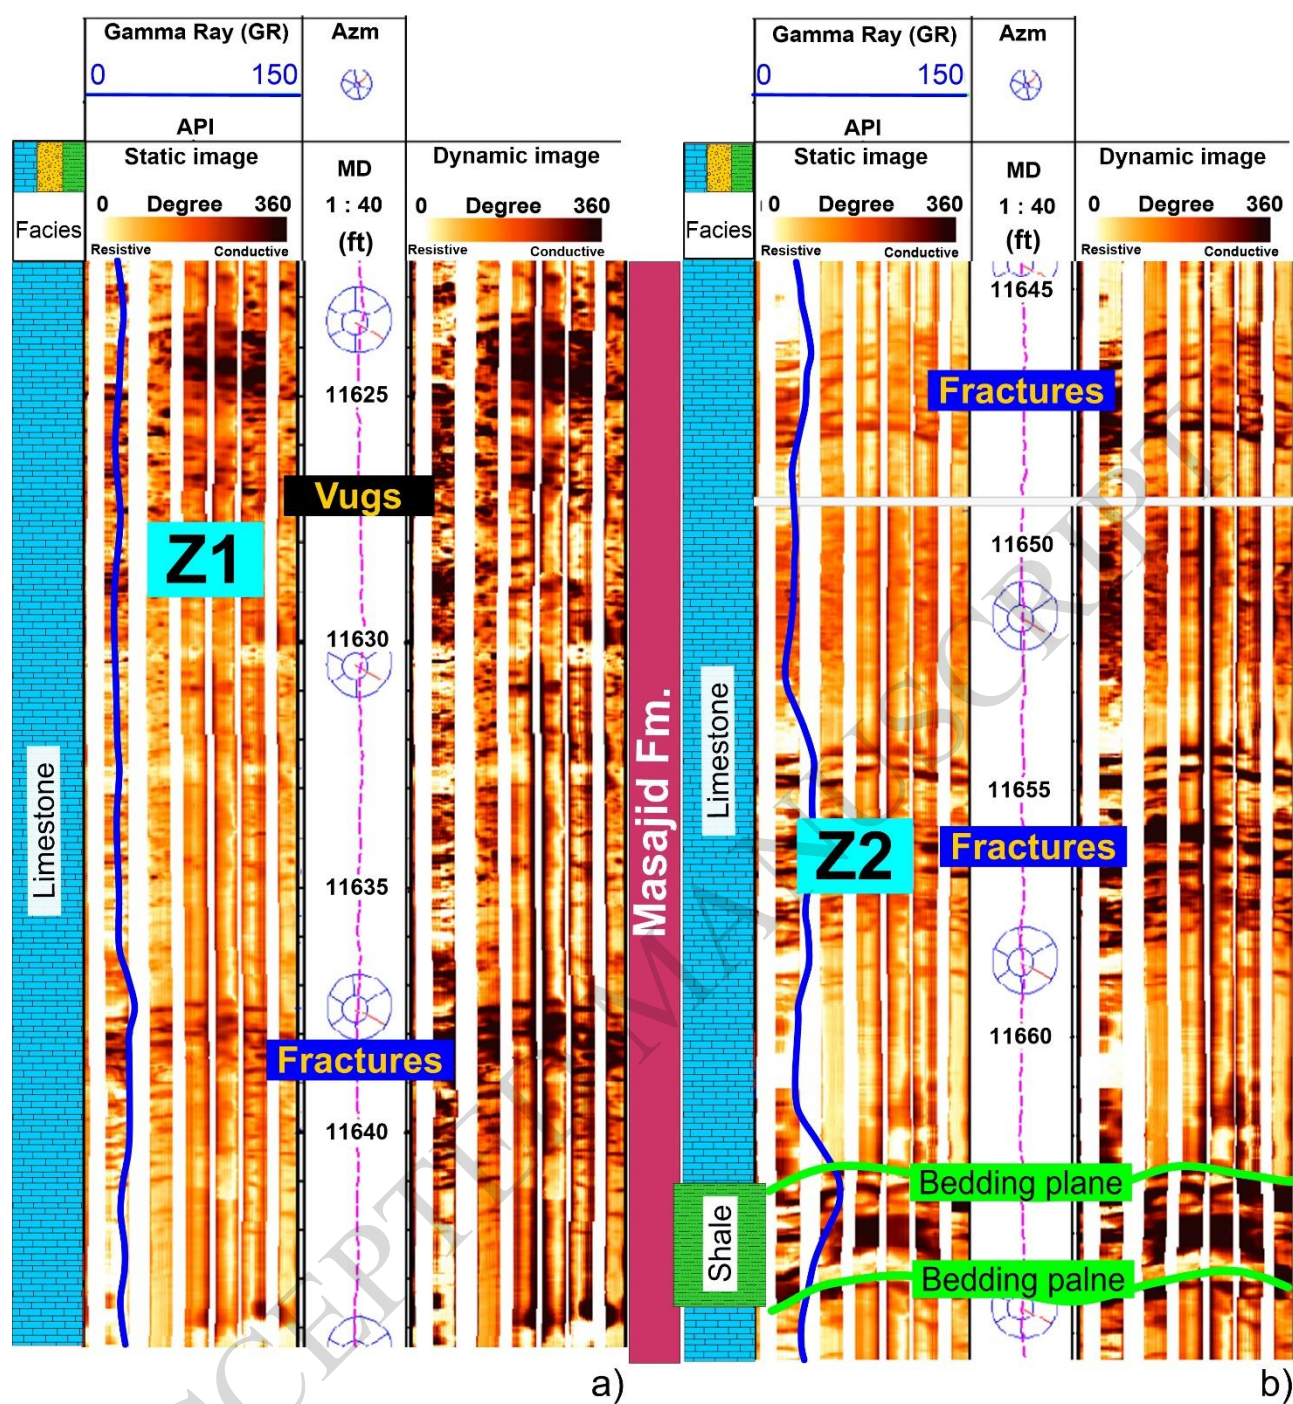 Gamma Ray (GR)
Azm
0
150
API
Static image
MD
Dynamic image
0 Degree 360
1 : 40
0 Degree 360
Facies
Resistive
Conductive
(ft)
Resistive
Conductive
11625
Vugs
Z1
11630
Limestone
11635
Fractures
11640
a)
Masajid Fm.
Gamma Ray (GR)
Azm
0
150
API
Static image
MD
Dynamic image
0 Degree 360
1 : 40
0 Degree 360
Facies
Resistive
Conductive
(ft)
Resistive
Conductive
11645
Fractures
11650
Limestone
11655
Z2
Fractures
11660
Bedding plane
Shale
Bedding palne
b)